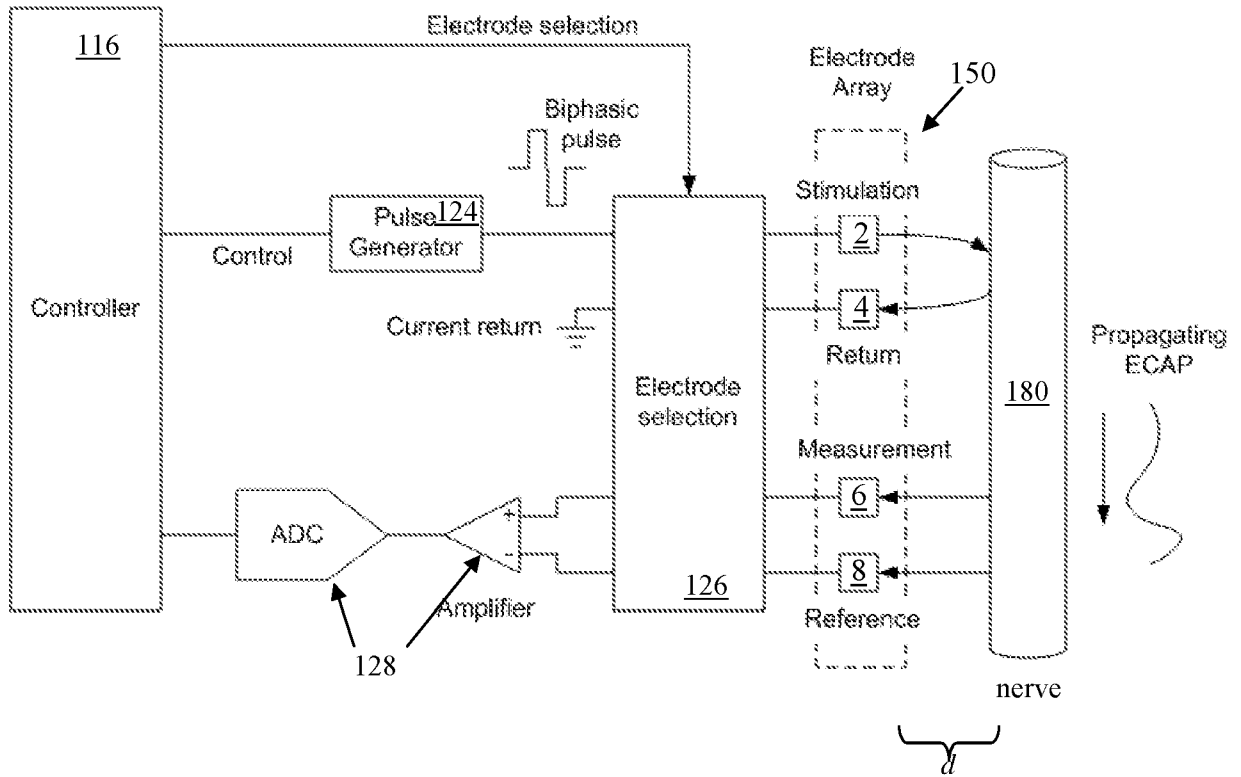 116
Electrode selection
Electrode
Array
150
Biphasic
pulse
Stimulation
Pulse 124
Generator
2
Control
Controller
Current return
4
Return
Electrode
selection
Propagating
ECAP
180
Measurement
6
ADC
+
-
8
126
Amplifier
Reference
128
nerve
d